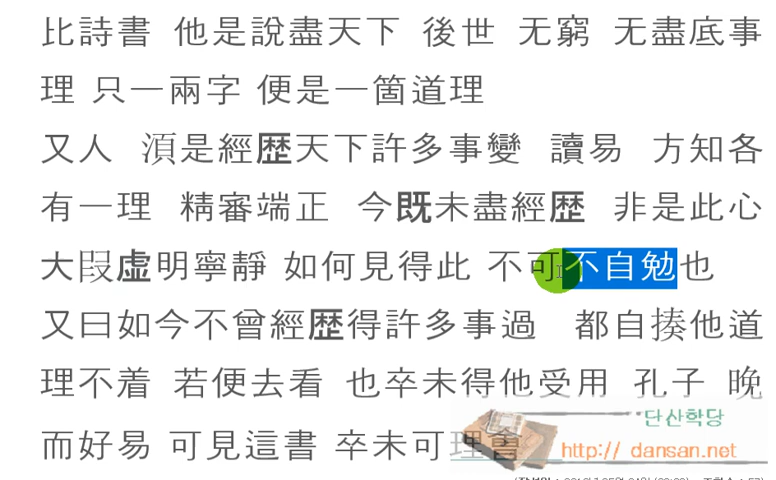 比詩書 他是說盡天下 後世 无窮 无盡底事
理 只一兩字 便是一箇道理
又人 湏是經歷天下許多事變 讀易 方知各
有一理 精審端正 今既未盡經歷 非是此心
大段虛明寧靜 如何見得此 不可不自勉也
又曰如今不曾經歷得許多事過 都自揍他道
理不着 若便去看 也卒未得他受用 孔子 晚
而好易 可見這書 卒未可理會
단산학당
http:// dansan.net